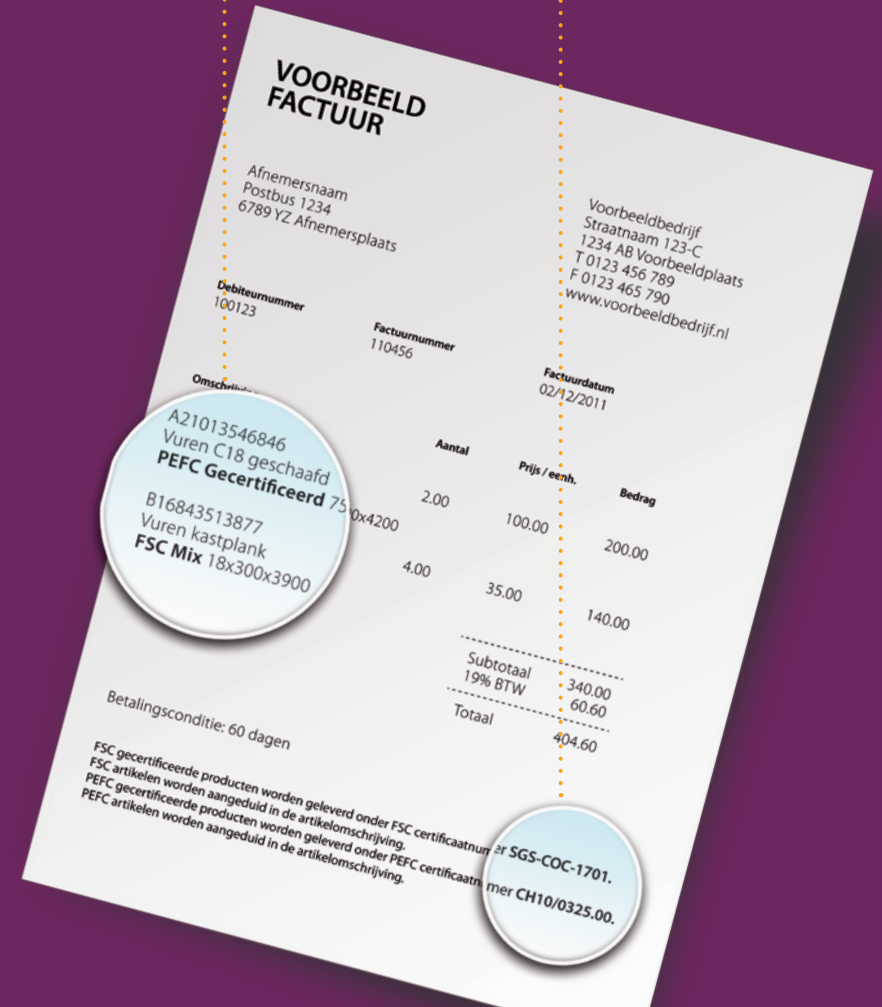 VOORBEELD
FACTUUR
Afnemersnaam
Postbus 1234
6789 YZ Afnemersplaats
Voorbeeldbedrijf
Straatnaam 123-C
1234 AB Voorbeeldplaats
T 0123 456 789
F 0123 465 790
www.voorbeeldbedrijf.nl
Debiteurnummer
100123
Factuurnummer
110456
Factuurdatum
02/12/2011
Aantal Prijs / eenh. Bedrag
A21013546846
Vuren C18 geschaafd
PEFC Gecertificeerd
2.00 100.00 200.00
B16843513877
Vuren kastplank
FSC Mix 18x300x3900
4.00 35.00 140.00
Subtotaal 340.00
19% BTW 60.60
Totaal 404.60
Betalingsconditie: 60 dagen
FSC gecertificeerde producten worden geleverd onder FSC SGS-COC-1701.
FSC artikelen worden aangeduid in de artikelomschrijving.
PEFC gecertificeerde producten worden geleverd onder PEFC CH10/0325.00.
PEFC artikelen worden aangeduid in de artikelomschrijving.